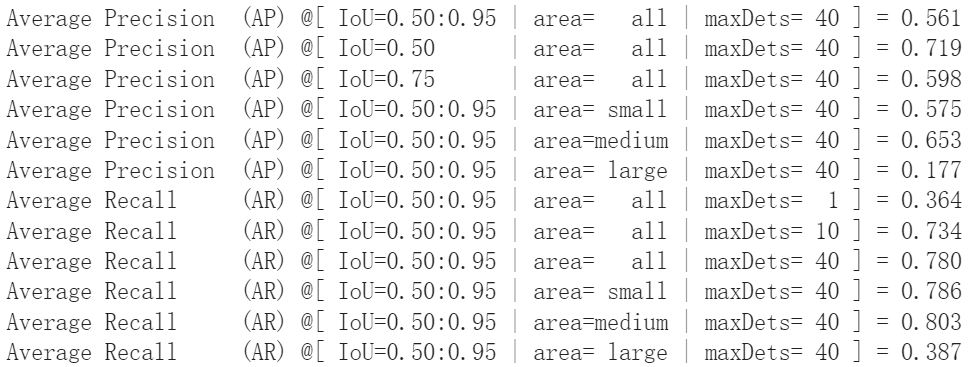 Average Precision  (AP) @[ IoU=0.50:0.95 | area=   all | maxDets= 40 ] = 0.561
Average Precision  (AP) @[ IoU=0.50      | area=   all | maxDets= 40 ] = 0.719
Average Precision  (AP) @[ IoU=0.75      | area=   all | maxDets= 40 ] = 0.598
Average Precision  (AP) @[ IoU=0.50:0.95 | area= small | maxDets= 40 ] = 0.575
Average Precision  (AP) @[ IoU=0.50:0.95 | area=medium | maxDets= 40 ] = 0.653
Average Precision  (AP) @[ IoU=0.50:0.95 | area= large | maxDets= 40 ] = 0.177
Average Recall     (AR) @[ IoU=0.50:0.95 | area=   all | maxDets=  1 ] = 0.364
Average Recall     (AR) @[ IoU=0.50:0.95 | area=   all | maxDets= 10 ] = 0.734
Average Recall     (AR) @[ IoU=0.50:0.95 | area=   all | maxDets= 40 ] = 0.780
Average Recall     (AR) @[ IoU=0.50:0.95 | area= small | maxDets= 40 ] = 0.786
Average Recall     (AR) @[ IoU=0.50:0.95 | area=medium | maxDets= 40 ] = 0.803
Average Recall     (AR) @[ IoU=0.50:0.95 | area= large | maxDets= 40 ] = 0.387